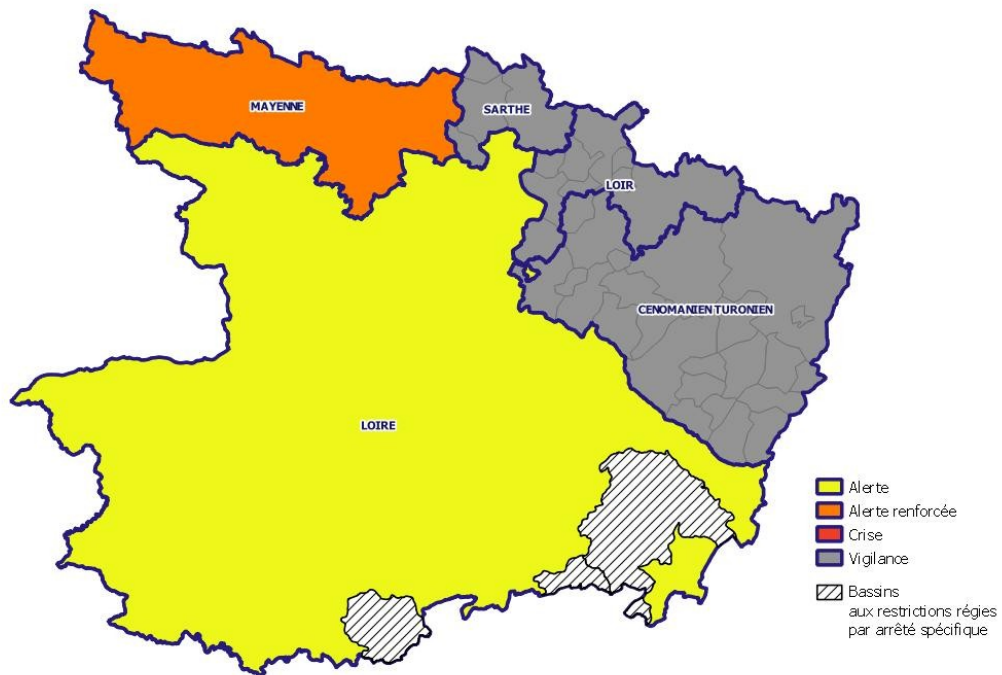 MAYENNE
SARTHE
LOIR
CENOMANIEN TURONIEN
LOIRE
Alerte
Alerte renforcée
Crise
Vigilance
Bassins
aux restrictions régies
par arrêté spécifique